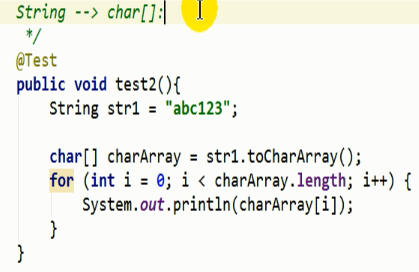 String --> char[]:
*/
@Test
public void test2(){
String str1 = "abc123";
char[] charArray = str1.toCharArray();
for (int i = 0; i < charArray.length; i++) {
System.out.println(charArray[i]);
}
}